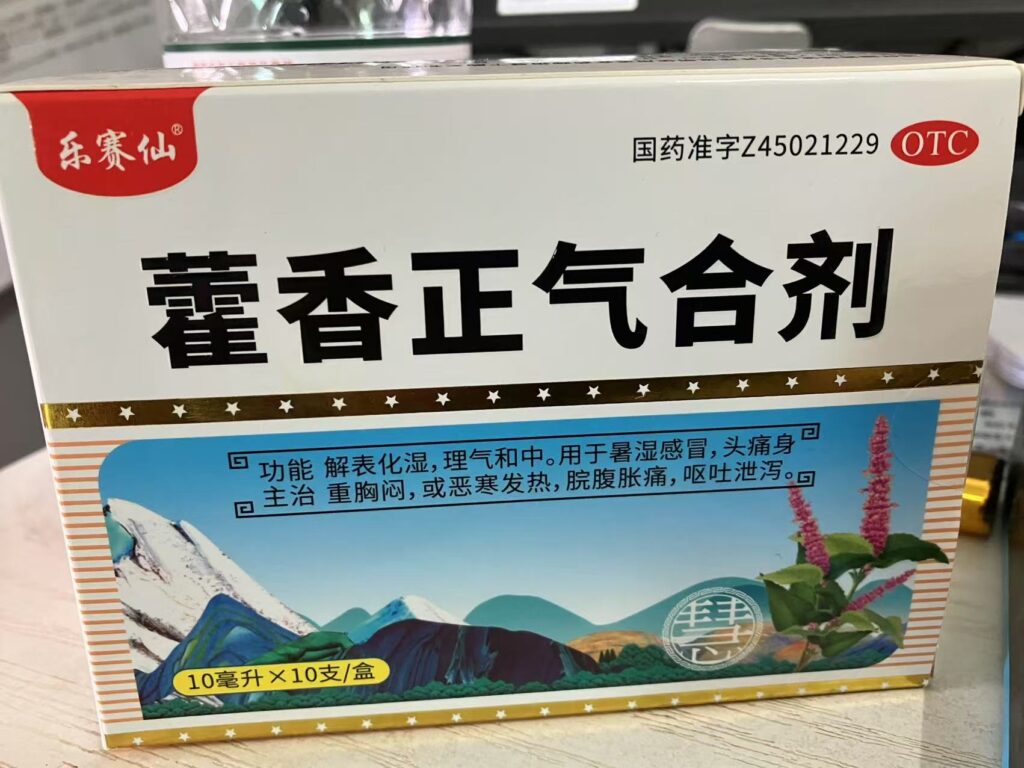 乐赛仙®
国药准字Z45021229 OTC
藿香正气合剂
功能 解表化湿,理气和中。用于暑湿感冒,头痛身
主治 重胸闷,或恶寒发热,脘腹胀痛,呕吐泄泻。
10毫升×10支/盒